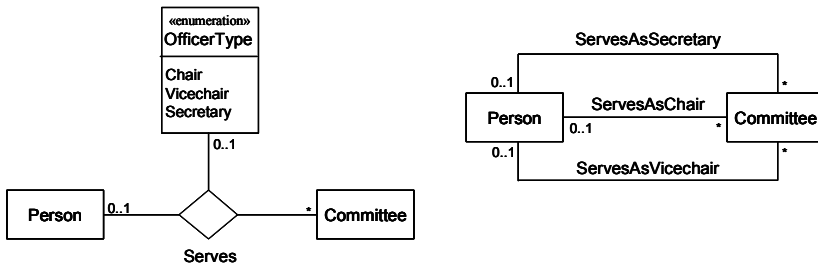 «enumeration»
OfficerType
Chair
Vicechair
Secretary
0..1
Person
0..1
*
Committee
Serves
ServesAsSecretary
0..1
*
Person
ServesAsChair
0..1
*
Committee
0..1
*
ServesAsVicechair